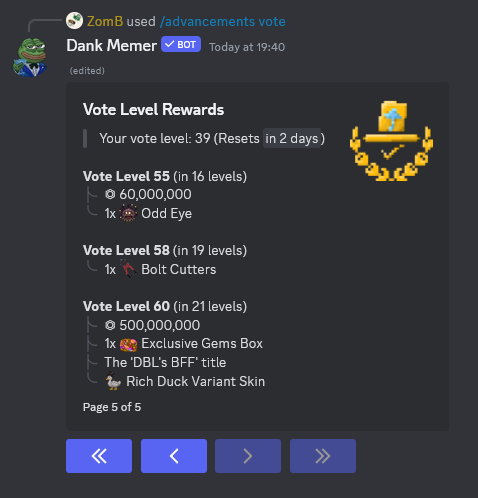 ZomB used /advancements vote
Dank Memer BOT Today at 19:40
(edited)
Vote Level Rewards
Your vote level: 39 (Resets in 2 days)
Vote Level 55 (in 16 levels)
60,000,000
1x Odd Eye
Vote Level 58 (in 19 levels)
1x Bolt Cutters
Vote Level 60 (in 21 levels)
500,000,000
1x Exclusive Gems Box
The 'DBL's BFF' title
Rich Duck Variant Skin
Page 5 of 5